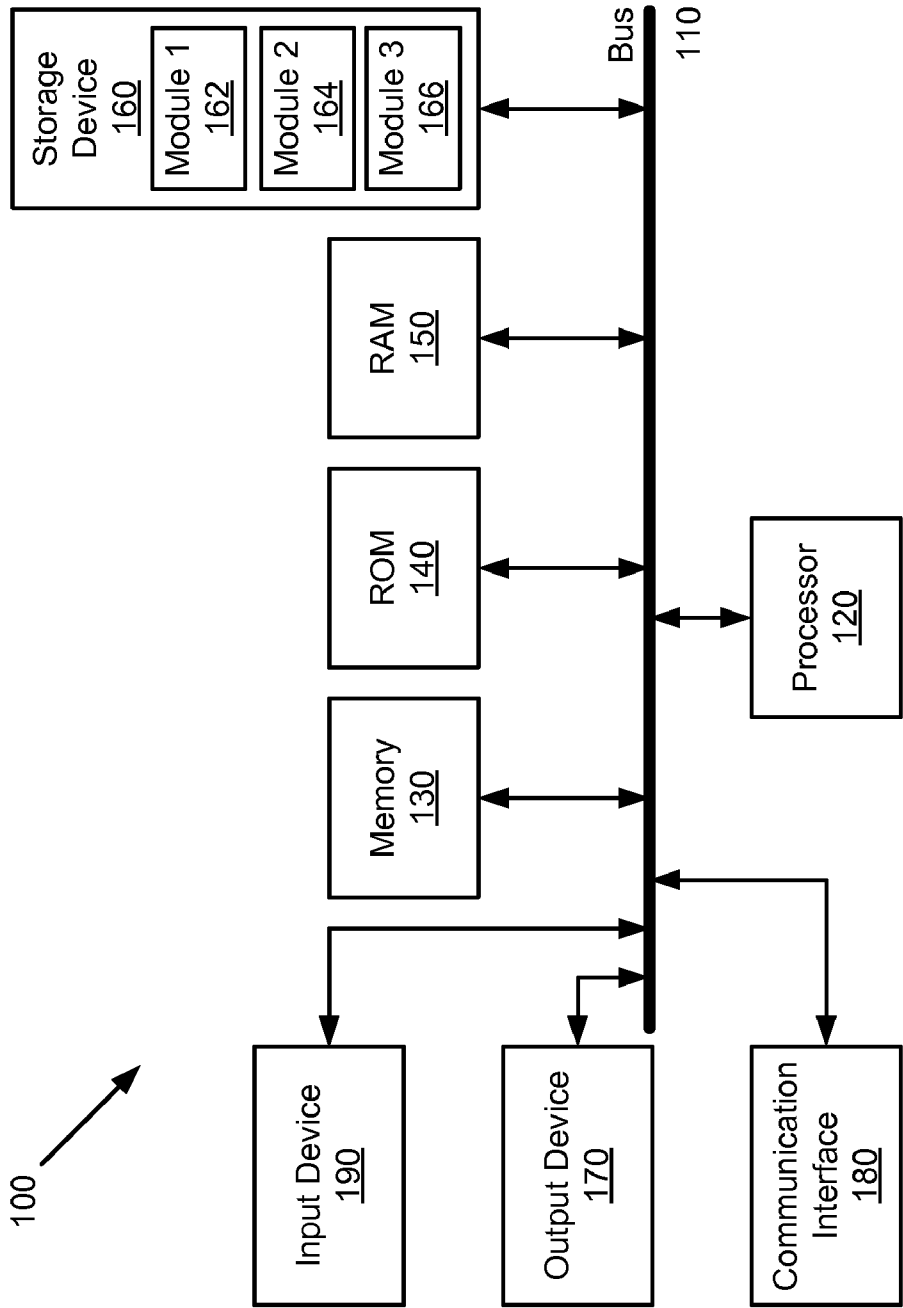 100
Input Device
190
Output Device
170
Communication
Interface
180
Memory
130
ROM
140
RAM
150
Storage
Device
160
Module 1
162
Module 2
164
Module 3
166
Bus
110
Processor
120